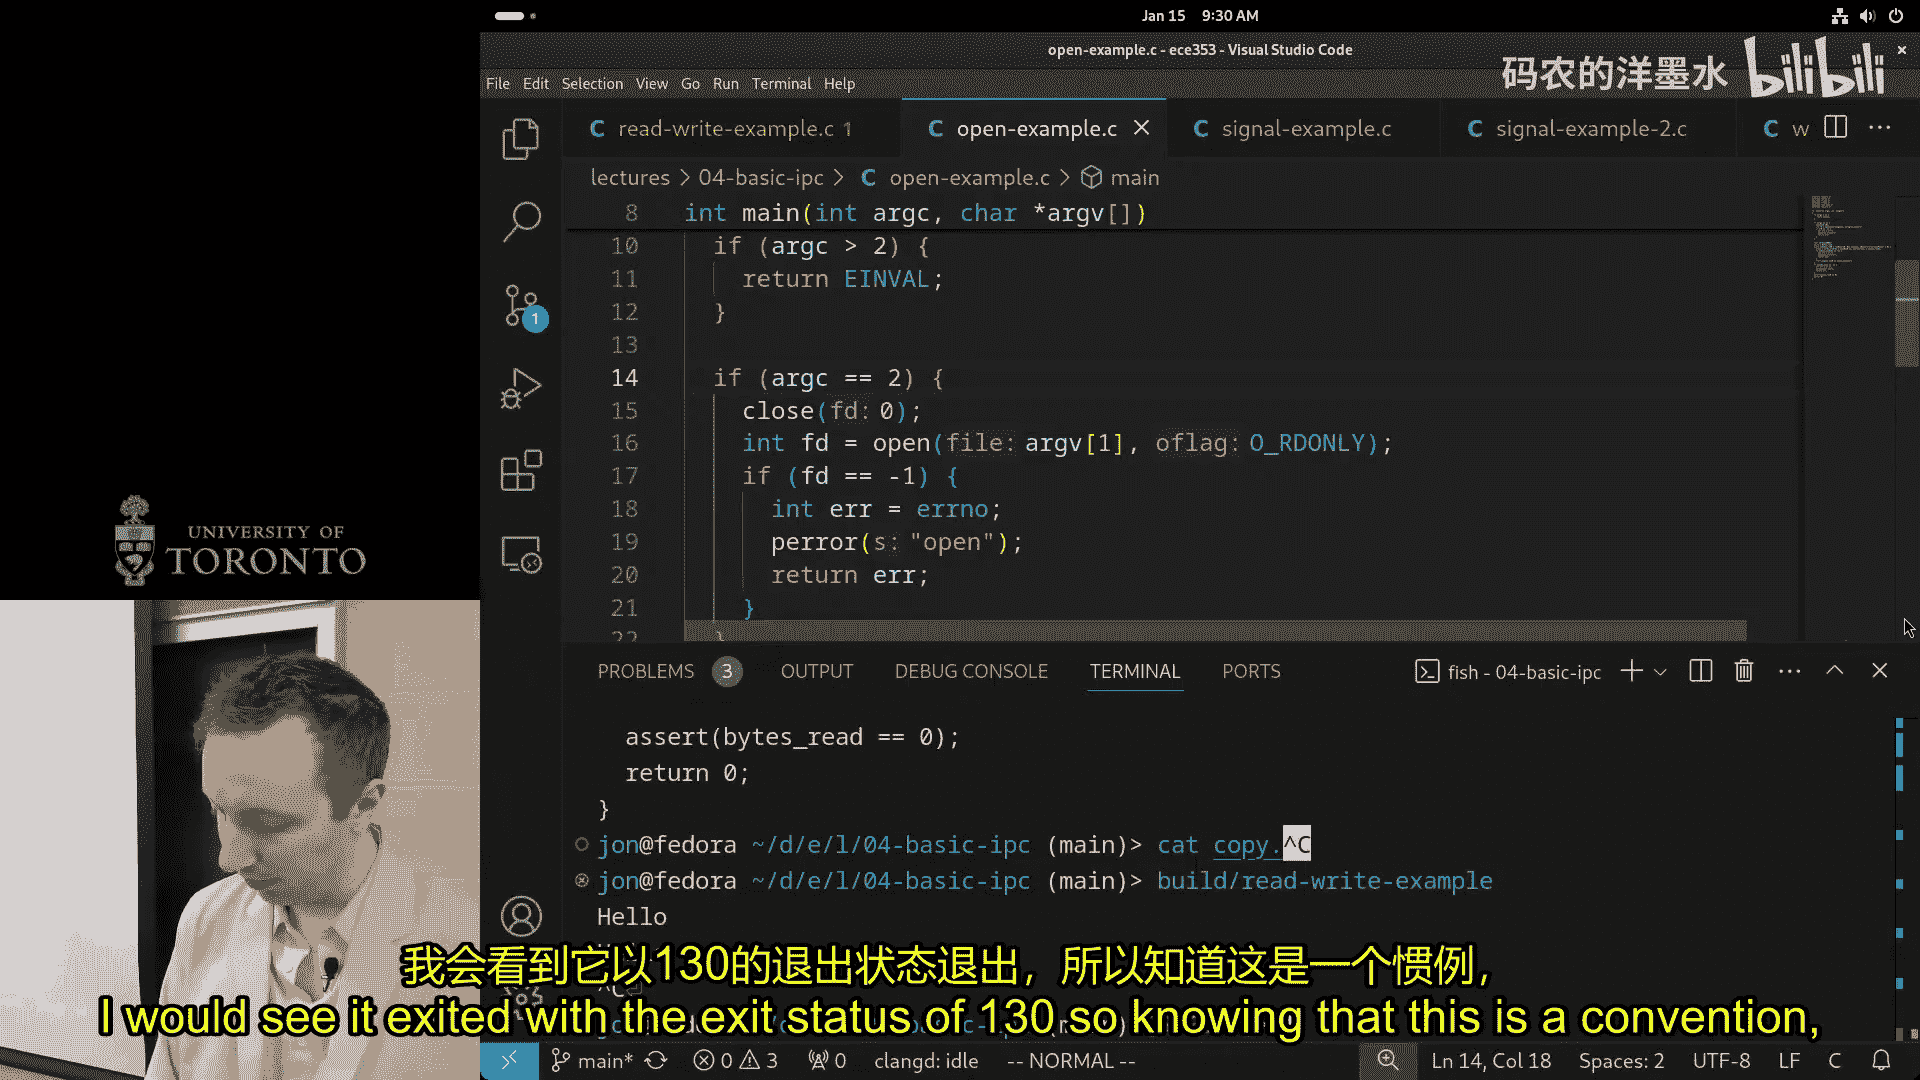 Jan 15 9:30 AM
open-example.c - ece353 - Visual Studio Code
码农的洋墨水 bilibili
File Edit Selection View Go Run Terminal Help
C read-write-example.c 1 C open-example.c C signal-example.c C signal-example-2.c C w
lectures > 04-basic-ipc > C open-example.c > main
8 int main(int argc, char *argv[])
10 if (argc > 2) {
11 return EINVAL;
12 }
13
14 if (argc == 2) {
15 close(fd: 0);
16 int fd = open(file: argv[1], oflag: O_RDONLY);
17 if (fd == -1) {
18 int err = errno;
19 perror(s: "open");
20 return err;
21 }
22 }
1
UNIVERSITY OF
TORONTO
PROBLEMS 3 OUTPUT DEBUG CONSOLE TERMINAL PORTS fish - 04-basic-ipc
assert(bytes_read == 0);
return 0;
}
jon@fedora ~/d/e/l/04-basic-ipc (main)> cat copy.^C
jon@fedora ~/d/e/l/04-basic-ipc (main)> build/read-write-example
Hello
我会看到它以130的退出状态退出，所以知道这是一个惯例，
I would see it exited with the exit status of 130 so knowing that this is a convention,
main* 0 3 0 clangd: idle -- NORMAL -- Ln 14, Col 18 Spaces: 2 UTF-8 LF C